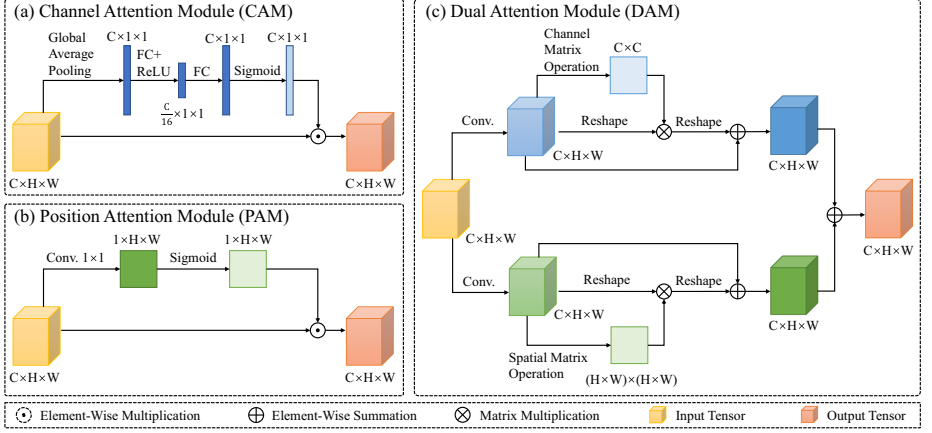 (a) Channel Attention Module (CAM)
Global
Average
Pooling
C×1×1
FC+
ReLU
C/16×1×1
FC
C×1×1
Sigmoid
C×1×1
C×H×W
C×H×W
(b) Position Attention Module (PAM)
Conv. 1×1
1×H×W
Sigmoid
1×H×W
C×H×W
C×H×W
(c) Dual Attention Module (DAM)
Channel
Matrix
Operation
C×C
Conv.
Reshape
Reshape
C×H×W
C×H×W
C×H×W
C×H×W
Conv.
Reshape
Reshape
C×H×W
C×H×W
Spatial Matrix
Operation
(H×W)×(H×W)
Element-Wise Multiplication
Element-Wise Summation
Matrix Multiplication
Input Tensor
Output Tensor